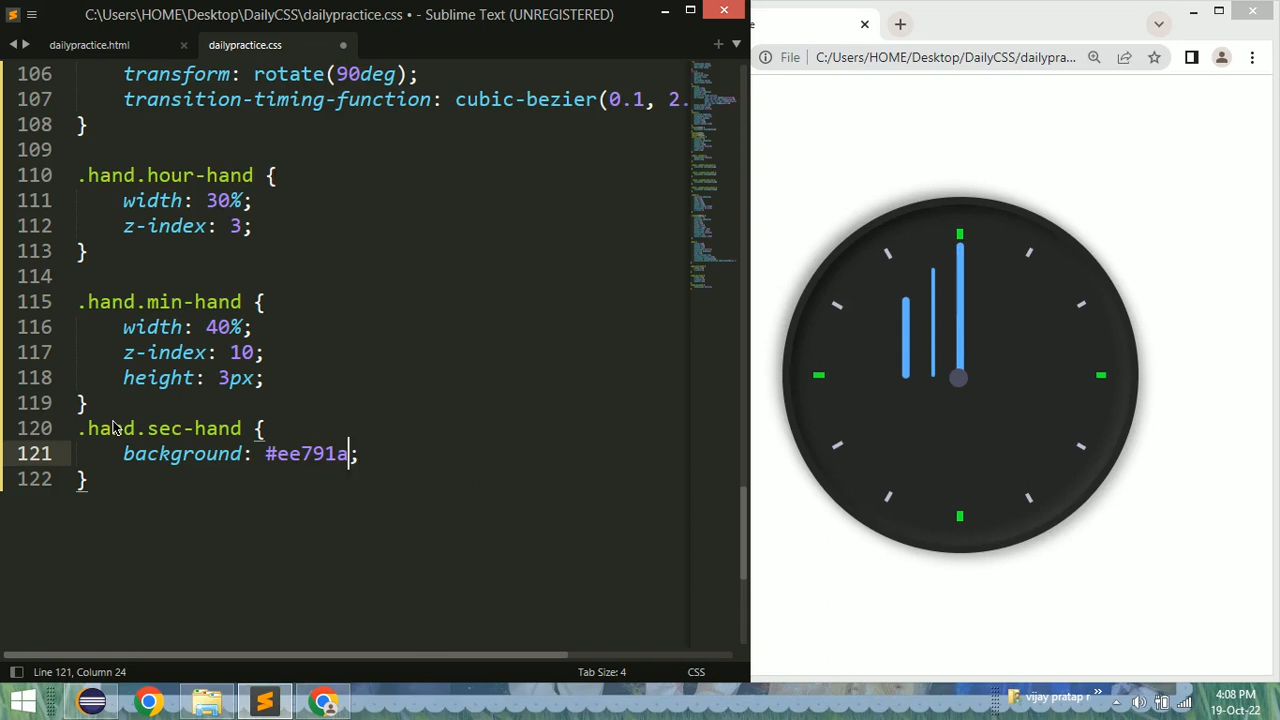 C:\Users\HOME\Desktop\DailyCSS\dailypractice.css • - Sublime Text (UNREGISTERED)
dailypractice.html
dailypractice.css
106 transform: rotate(90deg);
107 transition-timing-function: cubic-bezier(0.1, 2.
108 }
109
110 .hand.hour-hand {
111 width: 30%;
112 z-index: 3;
113 }
114
115 .hand.min-hand {
116 width: 40%;
117 z-index: 10;
118 height: 3px;
119 }
120 .hand.sec-hand {
121 background: #ee791a;
122 }
Line 121, Column 24
Tab Size: 4
CSS
File
C:/Users/HOME/Desktop/DailyCSS/dailypra...
vijay pratap r
4:08 PM
19-Oct-22